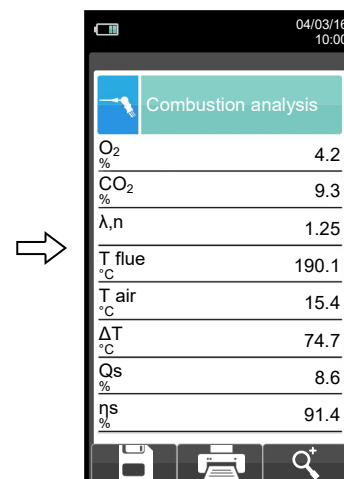 04/03/16
10:00
Combustion analysis
O₂
% 4.2
CO₂
% 9.3
λ,n 1.25
T flue
°C 190.1
T air
°C 15.4
ΔT
°C 74.7
Qs
% 8.6
ηs
% 91.4